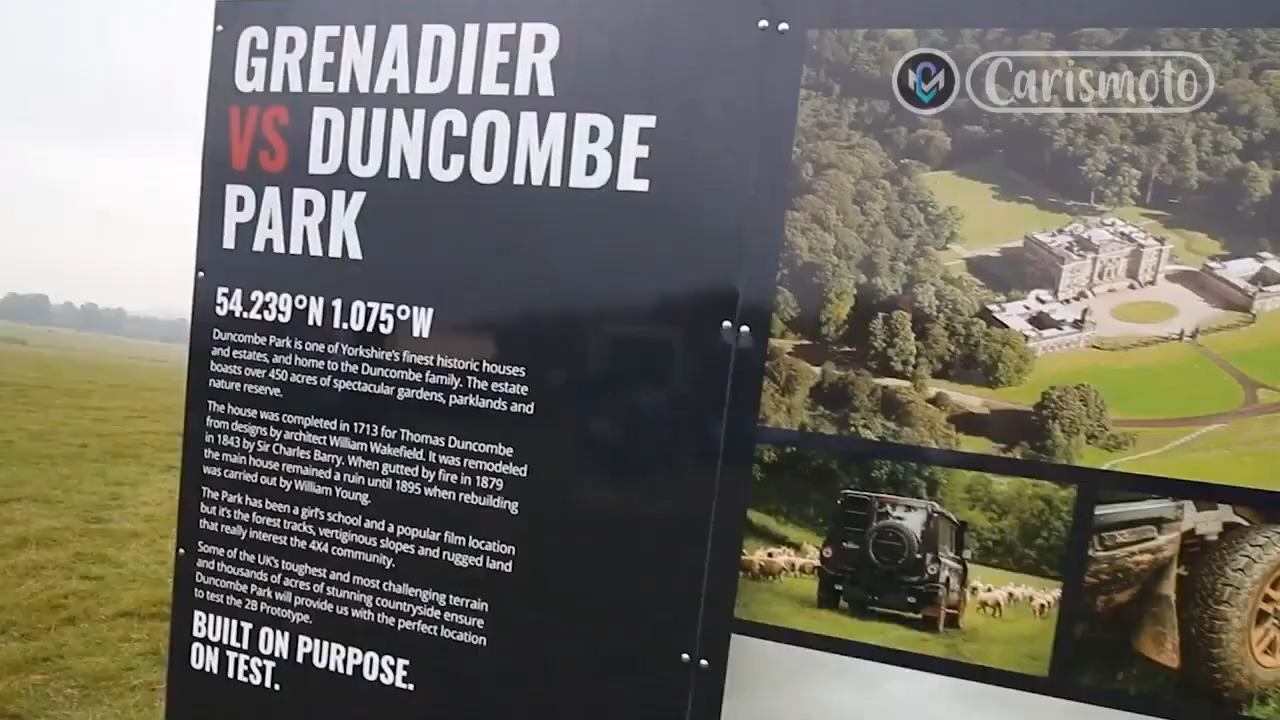 GRENADIER
VS DUNCOMBE
PARK
54.239°N 1.075°W
Duncombe Park is one of Yorkshire's finest historic houses
and estates, and home to the Duncombe family. The estate
boasts over 450 acres of spectacular gardens, parklands and
nature reserve.
The house was completed in 1713 for Thomas Duncombe
from designs by architect William Wakefield. It was remodeled
in 1843 by Sir Charles Barry. When gutted by fire in 1879
the main house remained a ruin until 1895 when rebuilding
was carried out by William Young.
The Park has been a girl's school and a popular film location
but it's the forest tracks, vertiginous slopes and rugged land
that really interest the 4X4 community.
Some of the UK's toughest and most challenging terrain
and thousands of acres of stunning countryside ensure
Duncombe Park will provide us with the perfect location
to test the 2B Prototype.
BUILT ON PURPOSE.
ON TEST.
Carismoto